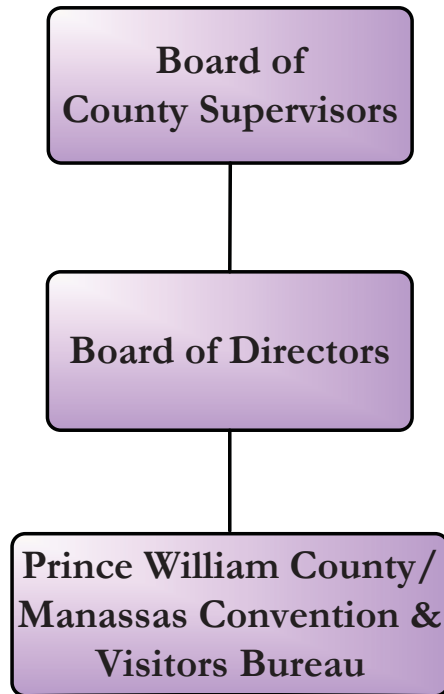 Board of
County Supervisors
Board of Directors
Prince William County/
Manassas Convention &
Visitors Bureau